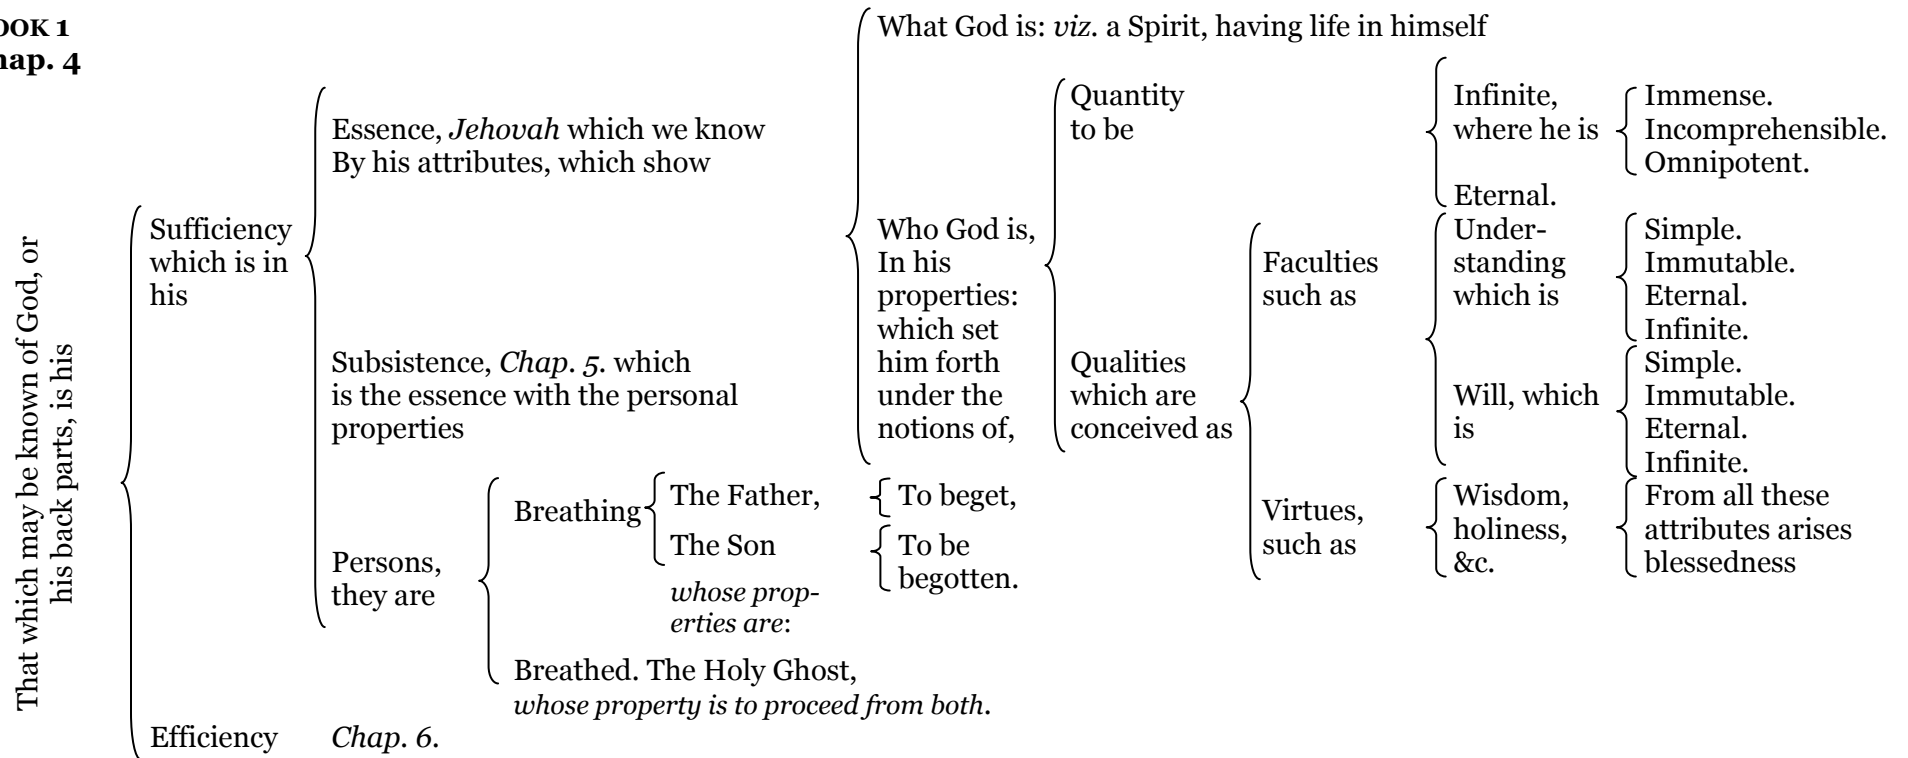 OOK 1
hap. 4
That which may be known of God, or
his back parts, is his
Sufficiency
which is in
his
Essence, Jehovah which we know
By his attributes, which show
What God is: viz. a Spirit, having life in himself
Who God is,
In his
properties:
which set
him forth
under the
notions of,
Quantity
to be
Infinite,
where he is
Immense.
Incomprehensible.
Omnipotent.
Eternal.
Qualities
which are
conceived as
Faculties
such as
Under-
standing
which is
Simple.
Immutable.
Eternal.
Infinite.
Will, which
is
Simple.
Immutable.
Eternal.
Infinite.
Virtues,
such as
Wisdom,
holiness,
&c.
From all these
attributes arises
blessedness
Subsistence, Chap. 5. which
is the essence with the personal
properties
Persons,
they are
Breathing
The Father,
To beget,
The Son
To be
begotten.
whose prop-
erties are:
Breathed. The Holy Ghost,
whose property is to proceed from both.
Efficiency
Chap. 6.